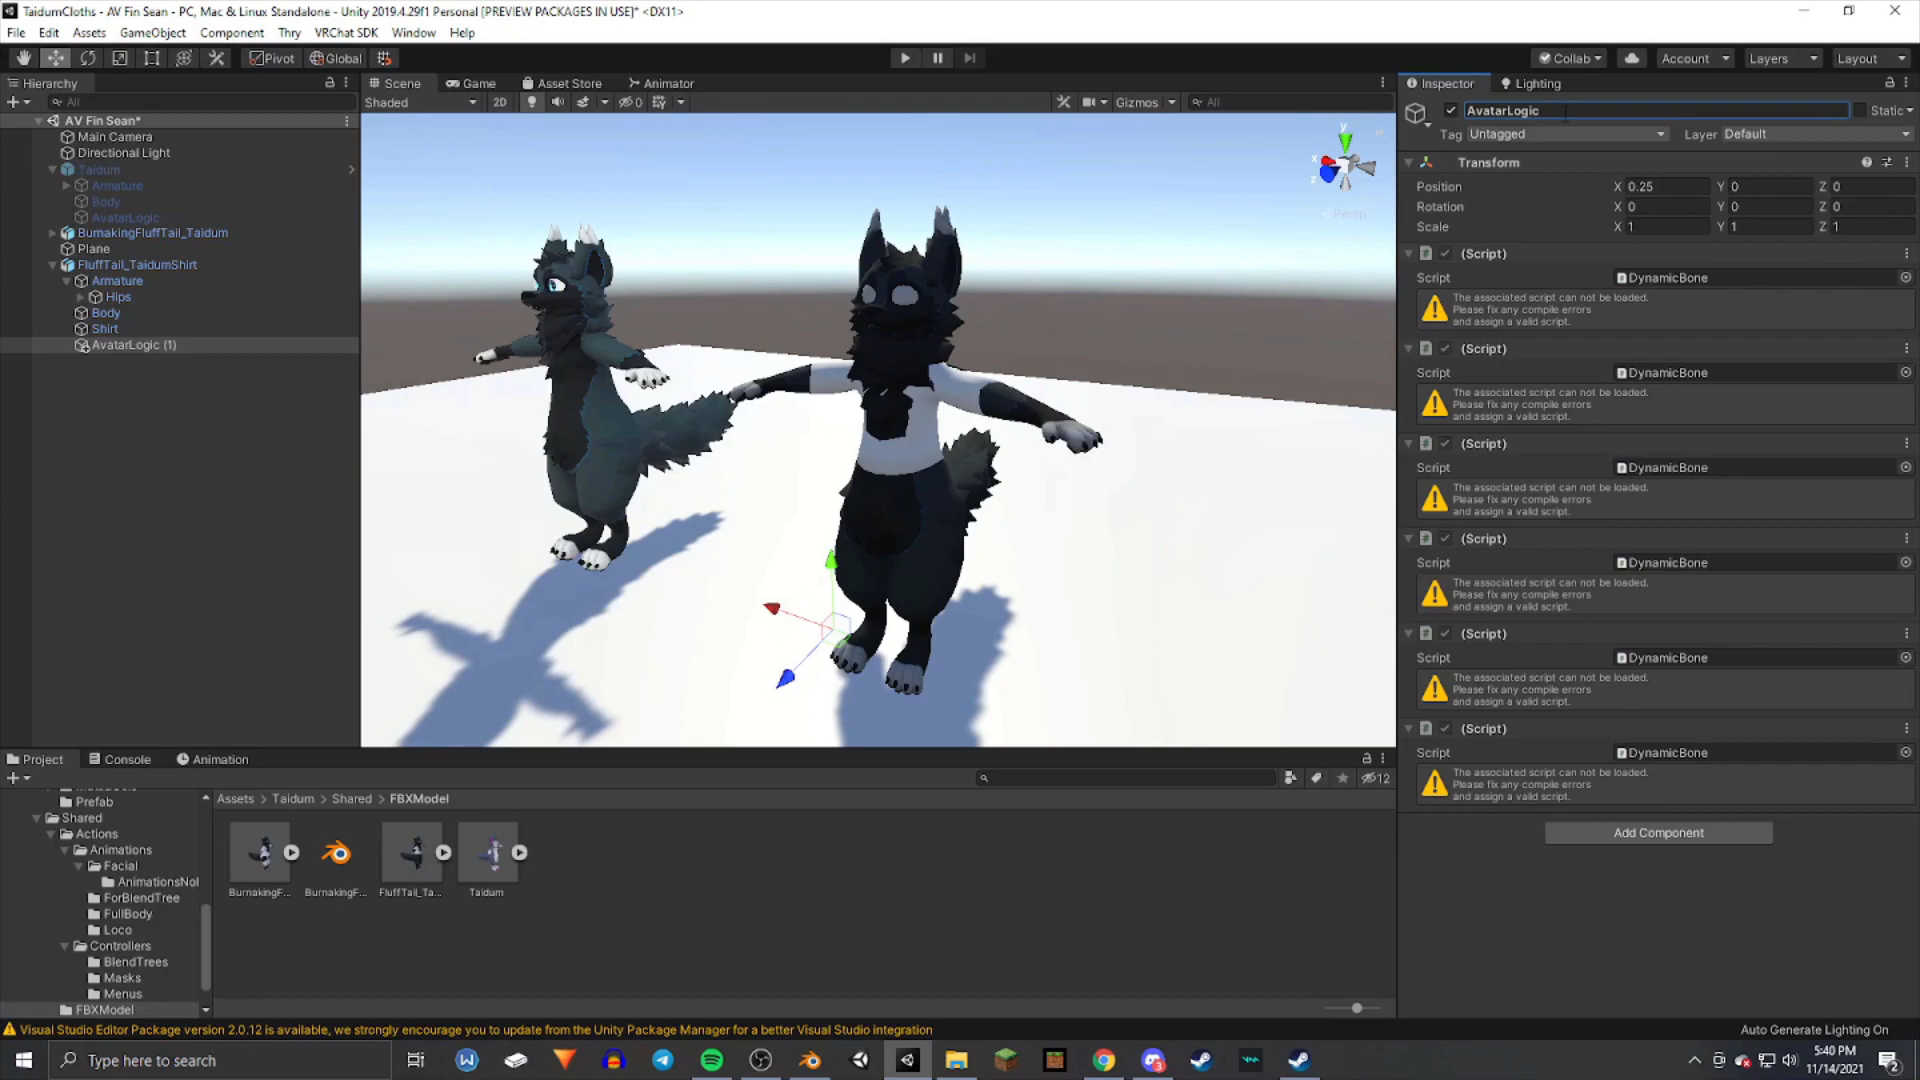 TaidumCloths - AV Fin Sean - PC, Mac & Linux Standalone - Unity 2019.4.29f1 Personal [PREVIEW PACKAGES IN USE]* <DX11>
File Edit Assets GameObject Component Thry VRChat SDK Window Help
Pivot Global Collab Account Layers Layout
Hierarchy Scene Game Asset Store Animator Inspector Lighting
All Shaded 2D 0 Gizmos All
AvatarLogic Static
Tag Untagged Layer Default
AV Fin Sean*
Main Camera
Directional Light
Taidum
Armature
Body
AvatarLogic
BumakingFluffTail_Taidum
Plane
FluffTail_TaidumShirt
Armature
Hips
Body
Shirt
AvatarLogic (1)
y
x
z
Persp
Transform
Position X 0.25 Y 0 Z 0
Rotation X 0 Y 0 Z 0
Scale X 1 Y 1 Z 1
(Script)
Script DynamicBone
The associated script can not be loaded.
Please fix any compile errors
and assign a valid script.
(Script)
Script DynamicBone
The associated script can not be loaded.
Please fix any compile errors
and assign a valid script.
(Script)
Script DynamicBone
The associated script can not be loaded.
Please fix any compile errors
and assign a valid script.
(Script)
Script DynamicBone
The associated script can not be loaded.
Please fix any compile errors
and assign a valid script.
(Script)
Script DynamicBone
The associated script can not be loaded.
Please fix any compile errors
and assign a valid script.
(Script)
Script DynamicBone
The associated script can not be loaded.
Please fix any compile errors
and assign a valid script.
Add Component
Project Console Animation
12
Prefab
Shared
Actions
Animations
Facial
AnimationsNol
ForBlendTree
FullBody
Loco
Controllers
BlendTrees
Masks
Menus
FBXModel
Assets > Taidum > Shared > FBXModel
BurnakingF... BurnakingF... FluffTail_Ta... Taidum
Visual Studio Editor Package version 2.0.12 is available, we strongly encourage you to update from the Unity Package Manager for a better Visual Studio integration
Auto Generate Lighting On
Type here to search
5:40 PM
11/14/2021
2
3